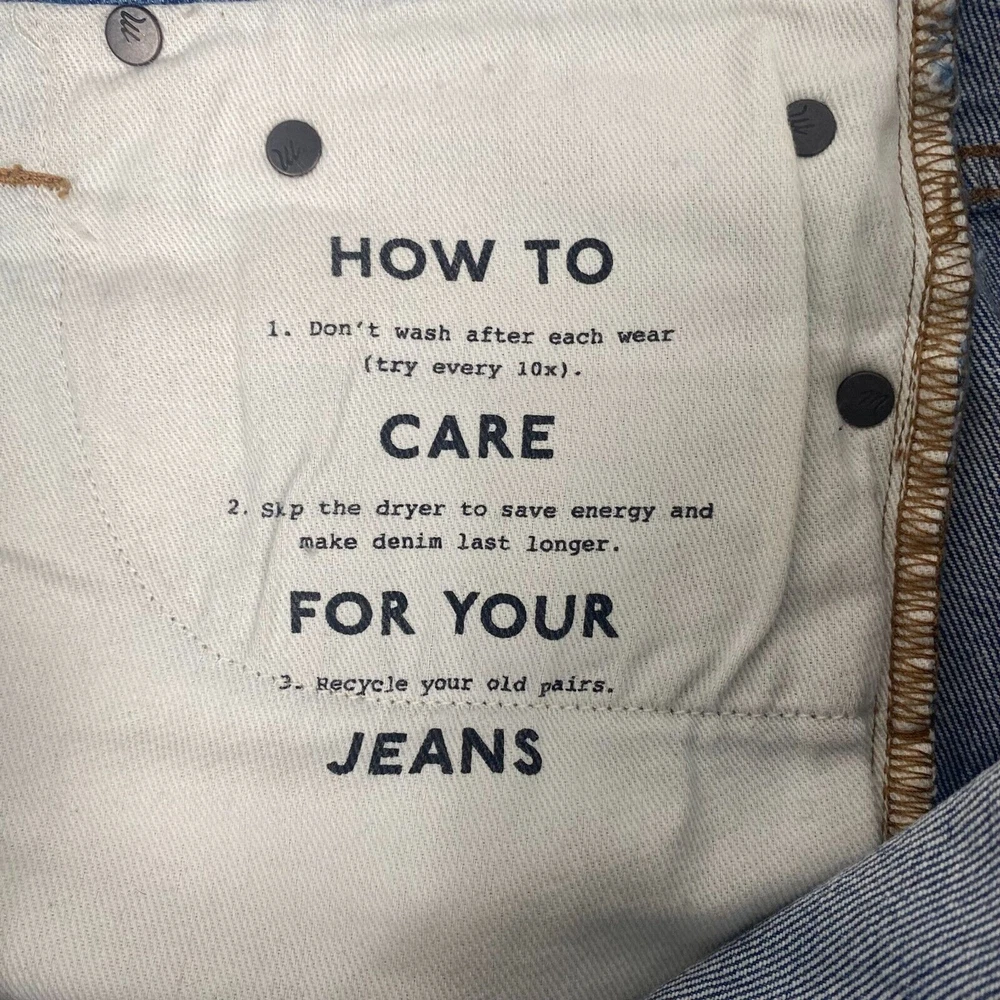 HOW TO
1. Don't wash after each wear
(try every 10x).
CARE
2. Skip the dryer to save energy and
make denim last longer.
FOR YOUR
3. Recycle your old pairs.
JEANS